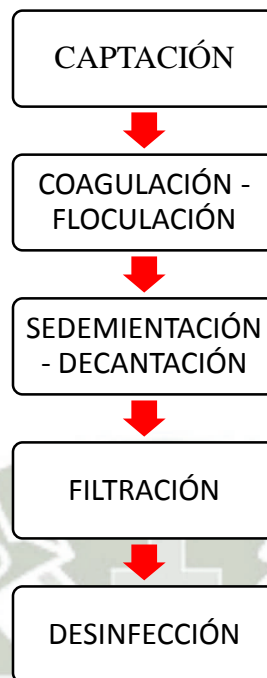 CAPTACIÓN
COAGULACIÓN -
FLOCULACIÓN
SEDEMIENTACIÓN
- DECANTACIÓN
FILTRACIÓN
DESINFECCIÓN